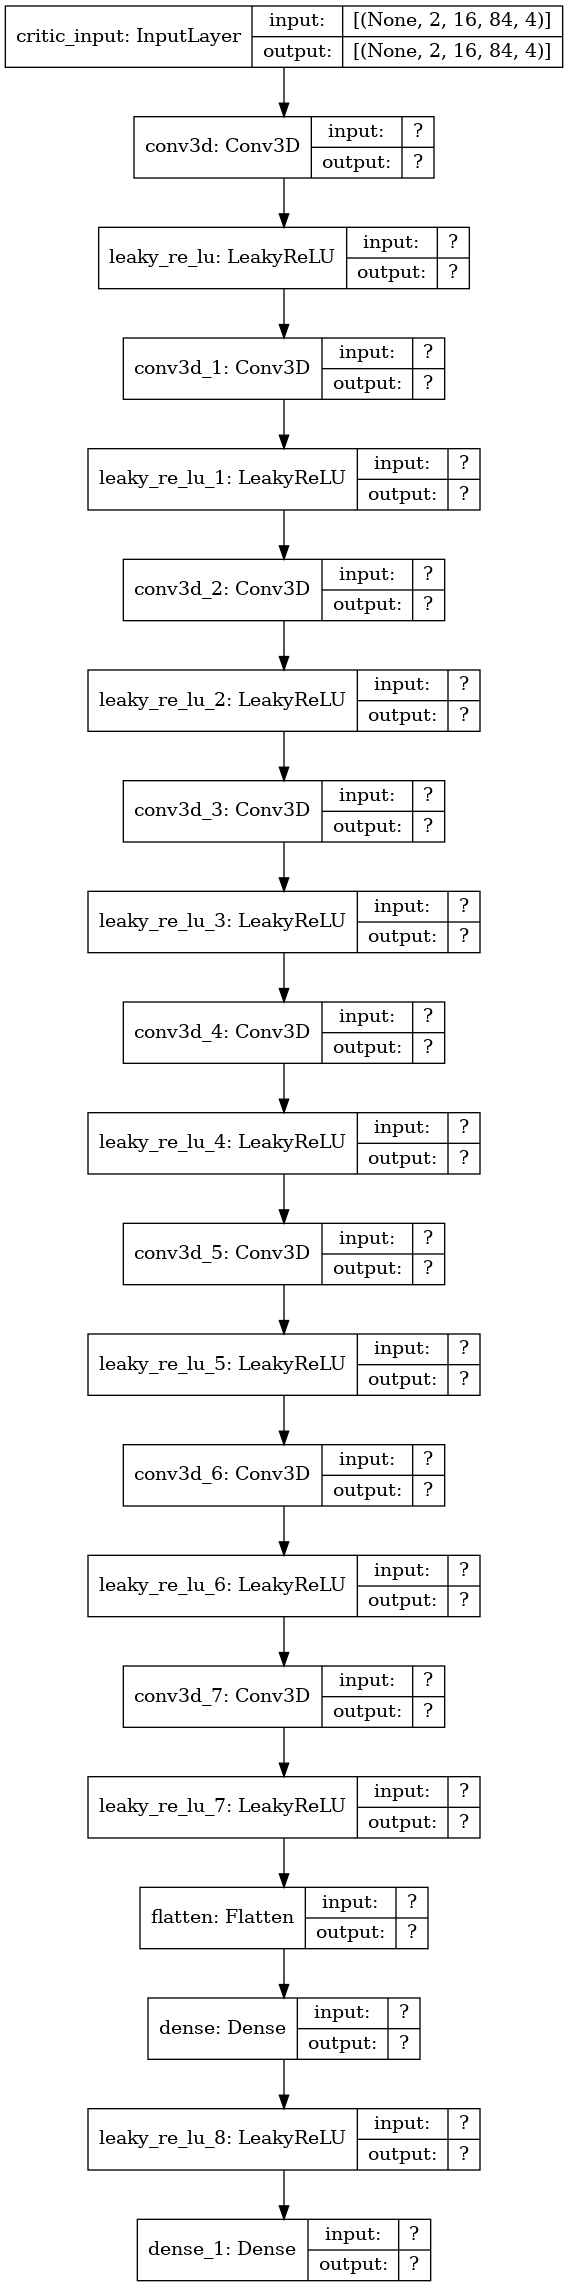 critic_input: InputLayer input: [(None, 2, 16, 84, 4)]
output: [(None, 2, 16, 84, 4)]
conv3d: Conv3D input: ?
output: ?
leaky_re_lu: LeakyReLU input: ?
output: ?
conv3d_1: Conv3D input: ?
output: ?
leaky_re_lu_1: LeakyReLU input: ?
output: ?
conv3d_2: Conv3D input: ?
output: ?
leaky_re_lu_2: LeakyReLU input: ?
output: ?
conv3d_3: Conv3D input: ?
output: ?
leaky_re_lu_3: LeakyReLU input: ?
output: ?
conv3d_4: Conv3D input: ?
output: ?
leaky_re_lu_4: LeakyReLU input: ?
output: ?
conv3d_5: Conv3D input: ?
output: ?
leaky_re_lu_5: LeakyReLU input: ?
output: ?
conv3d_6: Conv3D input: ?
output: ?
leaky_re_lu_6: LeakyReLU input: ?
output: ?
conv3d_7: Conv3D input: ?
output: ?
leaky_re_lu_7: LeakyReLU input: ?
output: ?
flatten: Flatten input: ?
output: ?
dense: Dense input: ?
output: ?
leaky_re_lu_8: LeakyReLU input: ?
output: ?
dense_1: Dense input: ?
output: ?